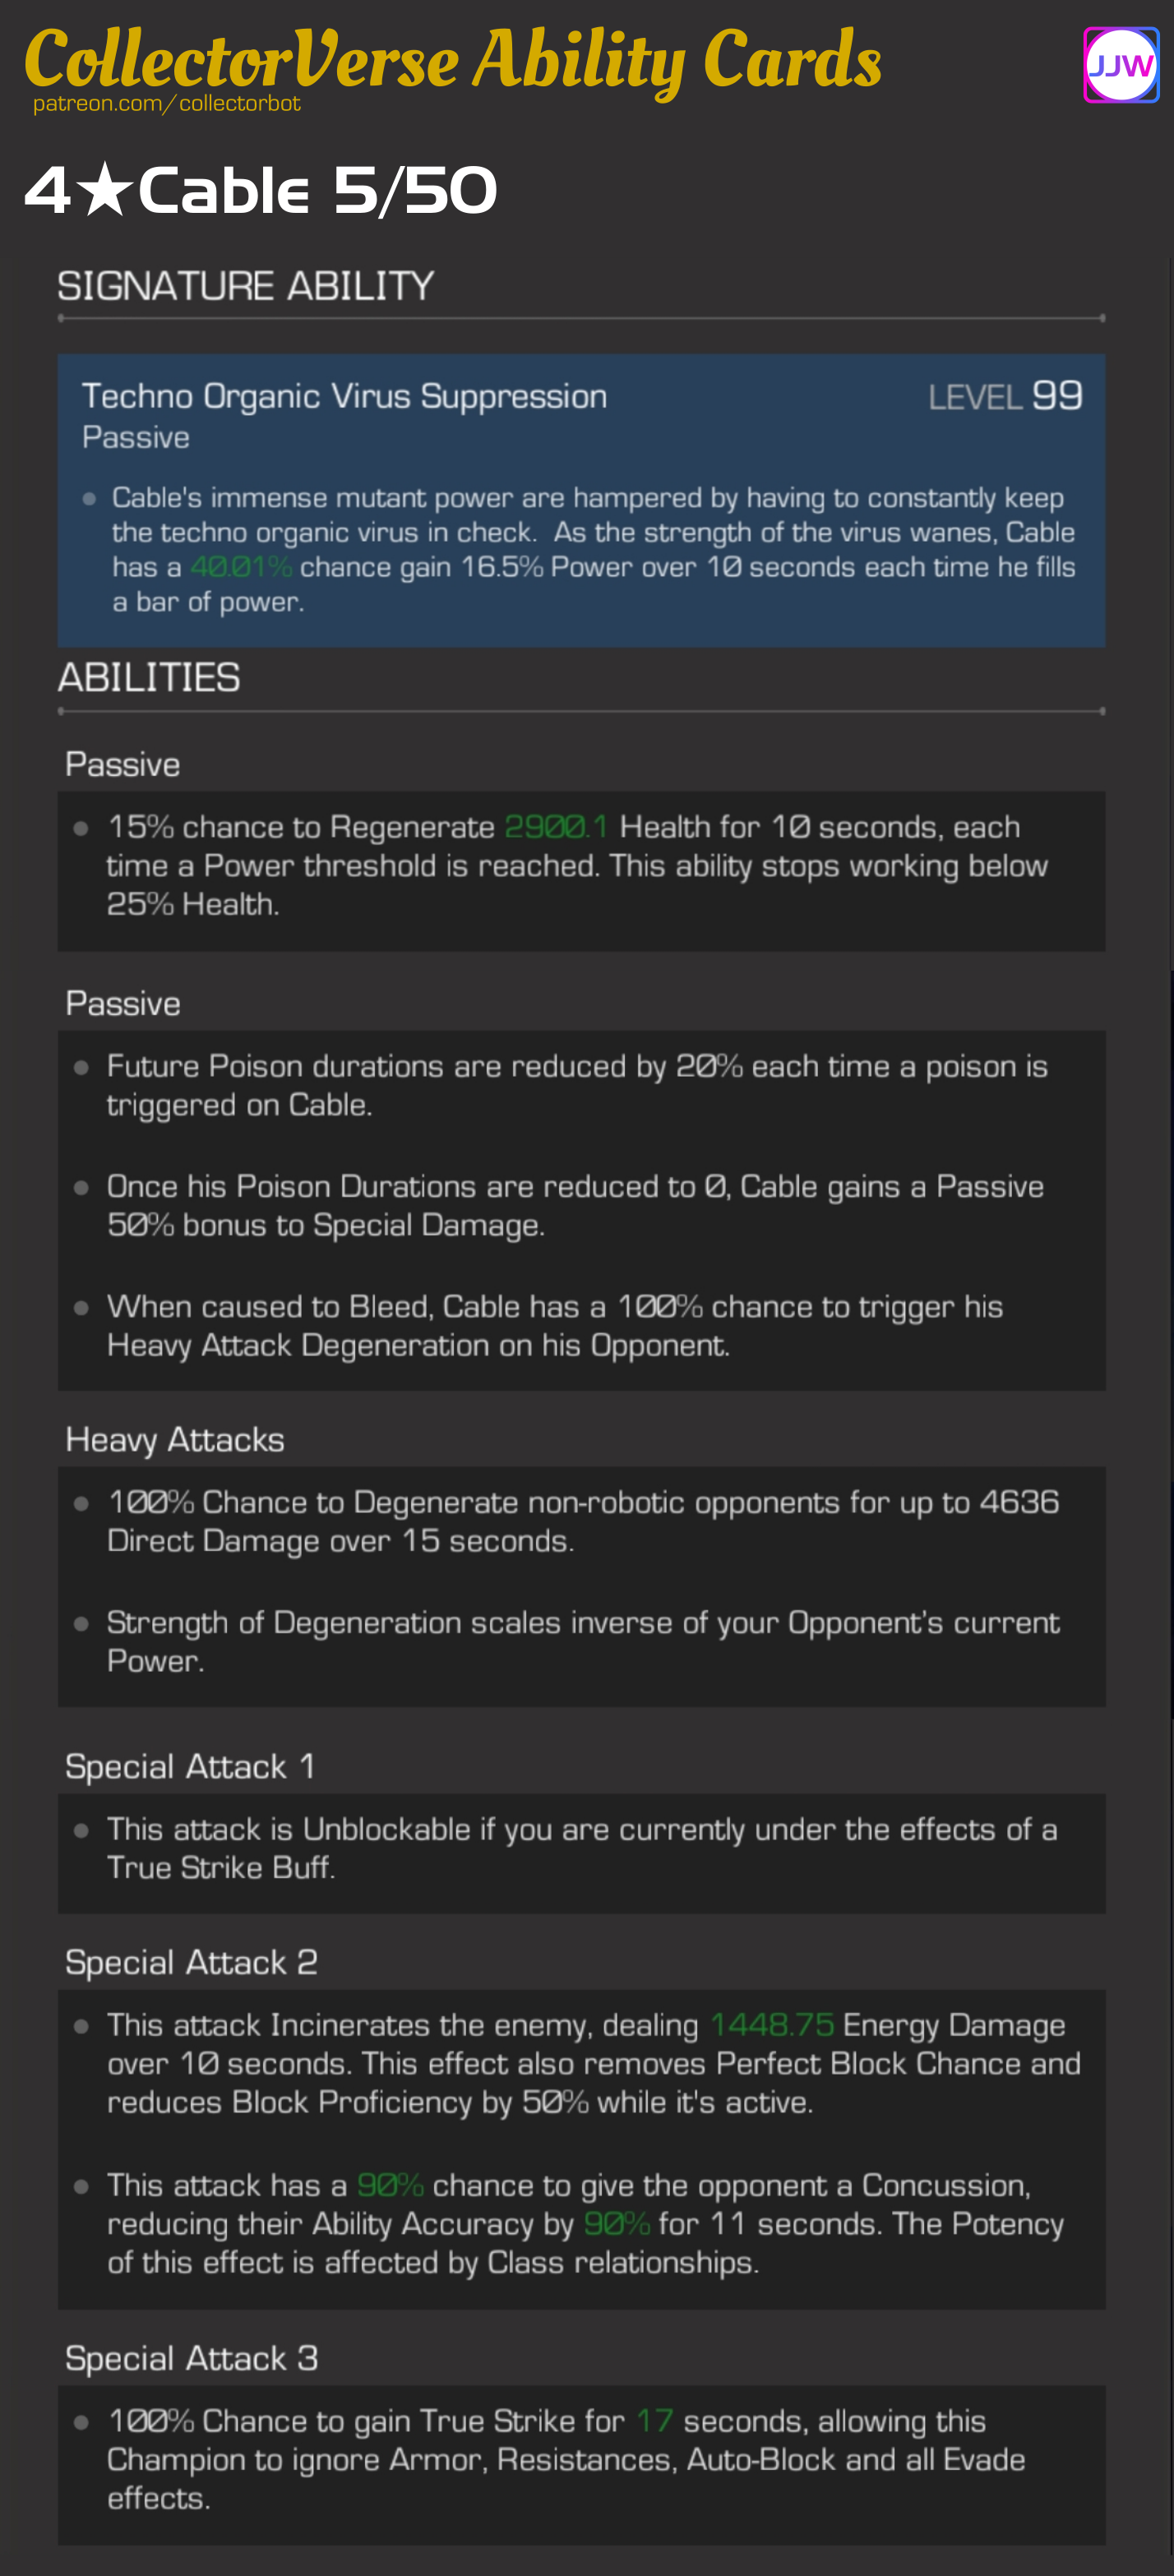 CollectorVerse Ability Cards
patreon.com/collectorbot
JJW
4★Cable 5/50
SIGNATURE ABILITY
Techno Organic Virus Suppression
LEVEL 99
Passive
Cable's immense mutant power are hampered by having to constantly keep
the techno organic virus in check.  As the strength of the virus wanes, Cable
has a 40.01% chance gain 16.5% Power over 10 seconds each time he fills
a bar of power.
ABILITIES
Passive
15% chance to Regenerate 2900.1 Health for 10 seconds, each
time a Power threshold is reached. This ability stops working below
25% Health.
Passive
Future Poison durations are reduced by 20% each time a poison is
triggered on Cable.
Once his Poison Durations are reduced to 0, Cable gains a Passive
50% bonus to Special Damage.
When caused to Bleed, Cable has a 100% chance to trigger his
Heavy Attack Degeneration on his Opponent.
Heavy Attacks
100% Chance to Degenerate non-robotic opponents for up to 4636
Direct Damage over 15 seconds.
Strength of Degeneration scales inverse of your Opponent's current
Power.
Special Attack 1
This attack is Unblockable if you are currently under the effects of a
True Strike Buff.
Special Attack 2
This attack Incinerates the enemy, dealing 1448.75 Energy Damage
over 10 seconds. This effect also removes Perfect Block Chance and
reduces Block Proficiency by 50% while it's active.
This attack has a 90% chance to give the opponent a Concussion,
reducing their Ability Accuracy by 90% for 11 seconds. The Potency
of this effect is affected by Class relationships.
Special Attack 3
100% Chance to gain True Strike for 17 seconds, allowing this
Champion to ignore Armor, Resistances, Auto-Block and all Evade
effects.